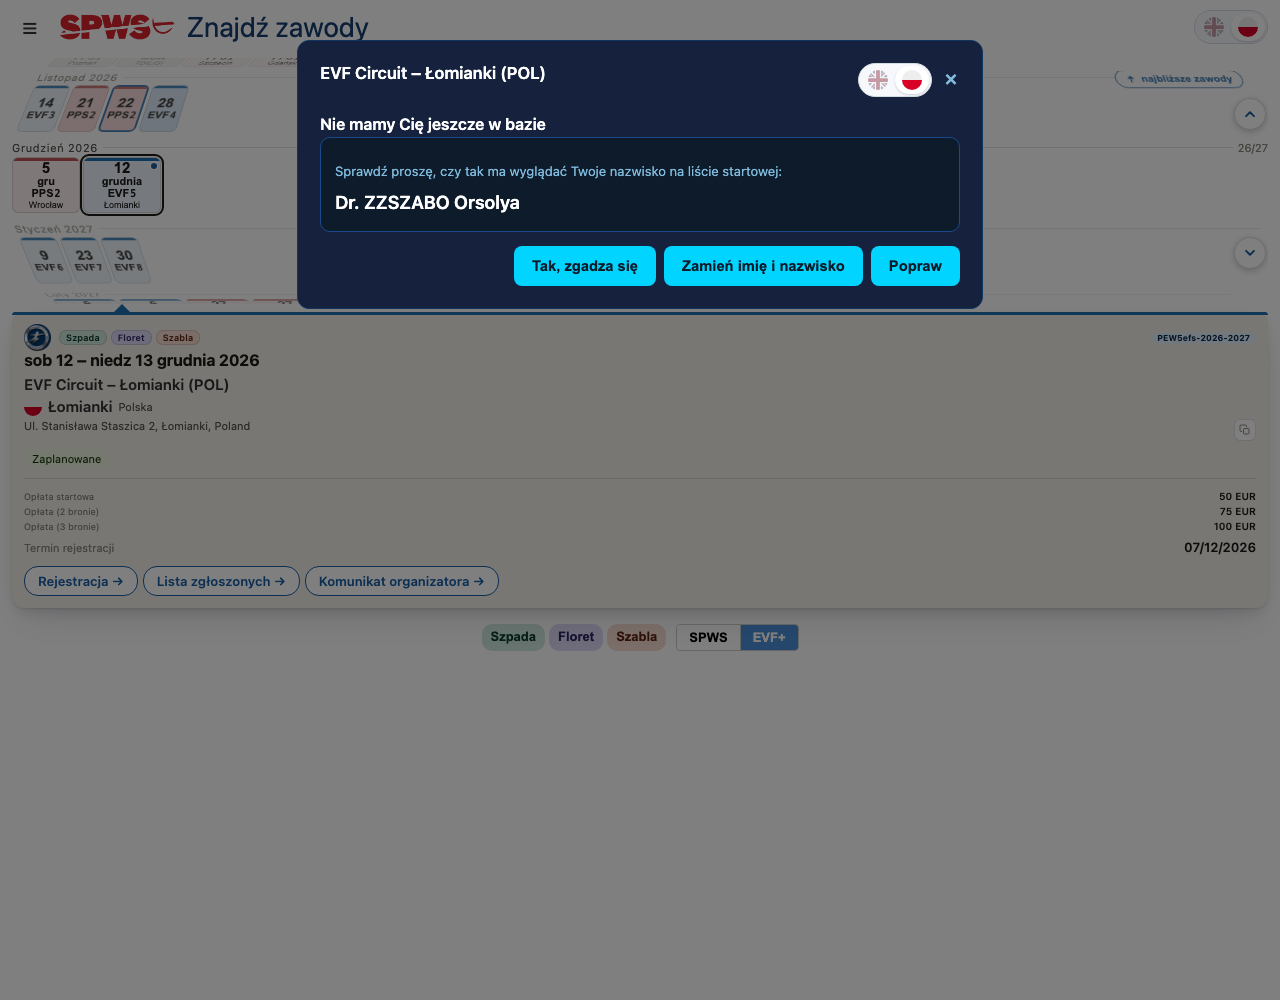 SPWS Znajdź zawody
EVF Circuit – Łomianki (POL)
×
Nie mamy Cię jeszcze w bazie
Sprawdź proszę, czy tak ma wyglądać Twoje nazwisko na liście startowej:
Dr. ZZSZABO Orsolya
Tak, zgadza się
Zamień imię i nazwisko
Popraw
Listopad 2026
↑ najbliższe zawody
14 EVF3
21 PPS2
22 PPS2
28 EVF4
Grudzień 2026
26/27
5
gru
PPS2
Wrocław
12
grudnia
EVF5
Łomianki
Styczeń 2027
9 EVF6
23 EVF7
30 EVF8
Szpada Floret Szabla
PEW5efs-2026-2027
sob 12 – niedz 13 grudnia 2026
EVF Circuit – Łomianki (POL)
Łomianki Polska
Ul. Stanisława Staszica 2, Łomianki, Poland
Zaplanowane
Opłata startowa 50 EUR
Opłata (2 bronie) 75 EUR
Opłata (3 bronie) 100 EUR
Termin rejestracji 07/12/2026
Rejestracja → Lista zgłoszonych → Komunikat organizatora →
Szpada Floret Szabla SPWS EVF+